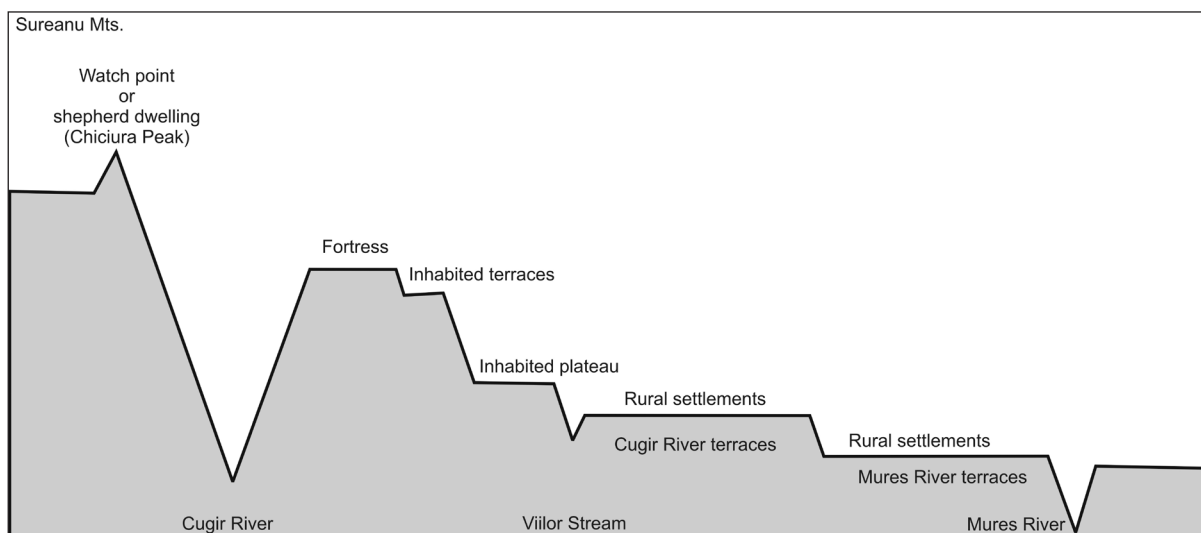 Sureanu Mts.
Watch point
or
shepherd dwelling
(Chiciura Peak)
Fortress
Inhabited terraces
Inhabited plateau
Rural settlements
Cugir River terraces
Rural settlements
Mures River terraces
Cugir River
Viilor Stream
Mures River